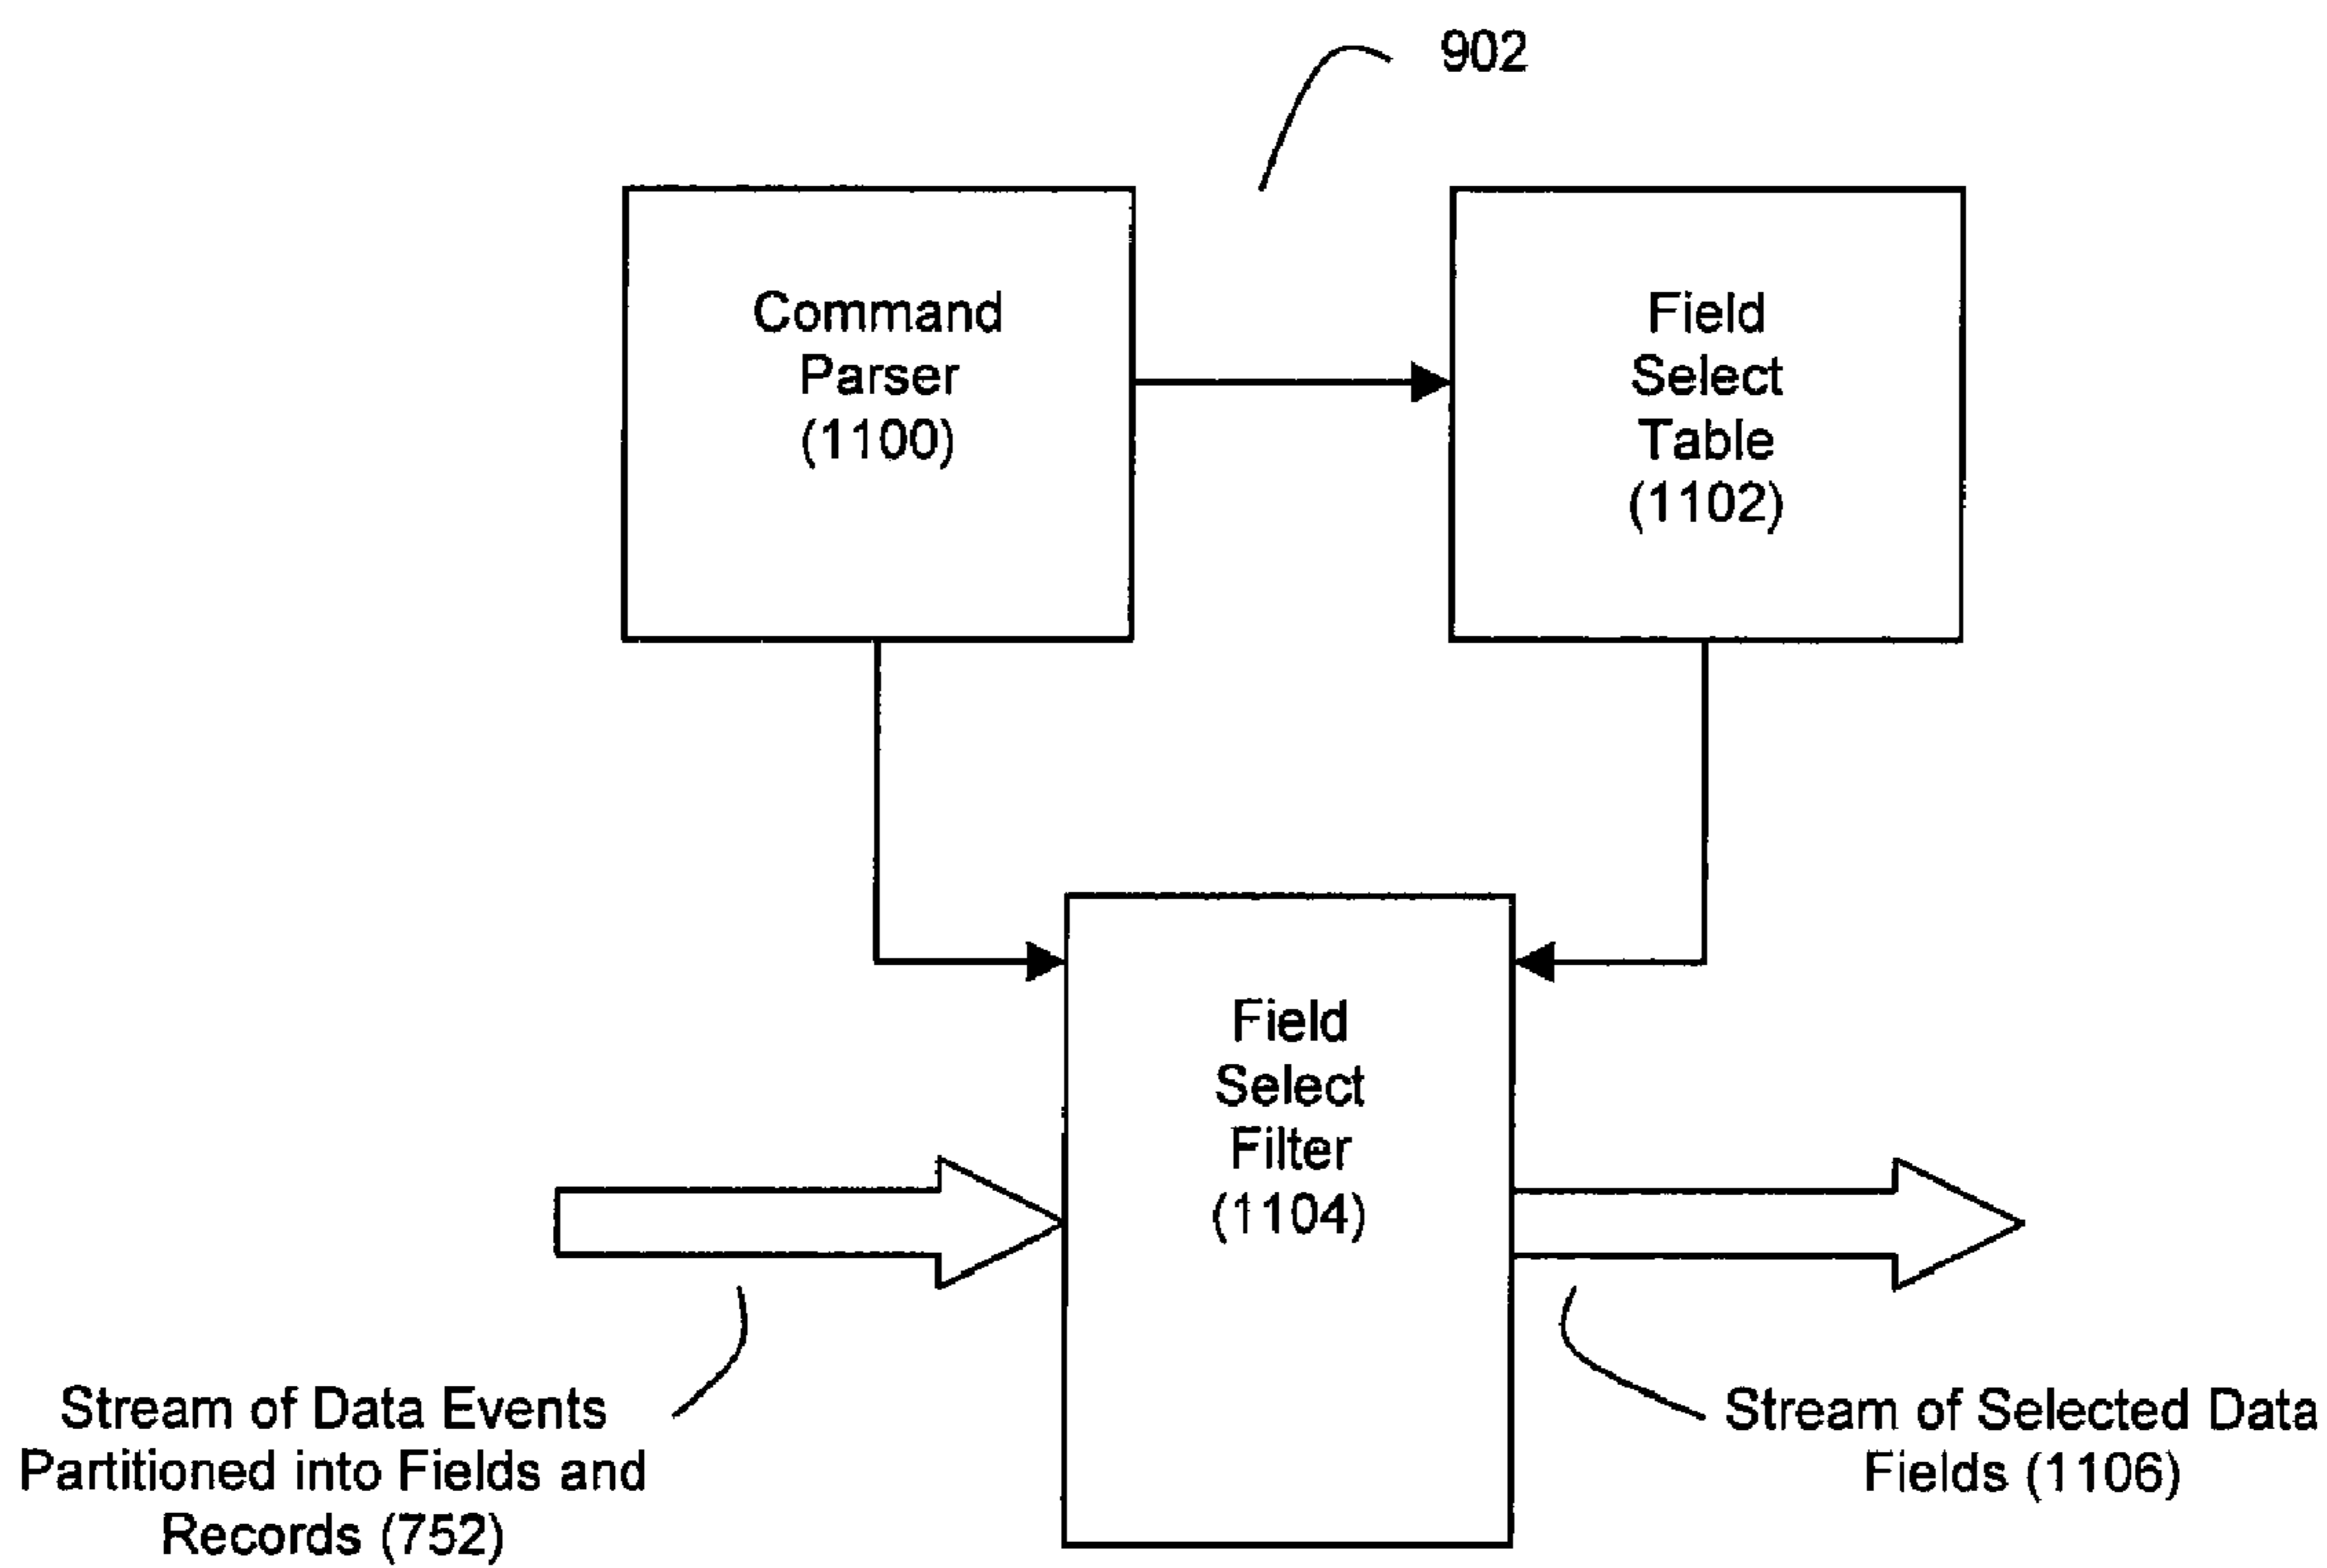 902
Command
Parser
(1100)
Field
Select
Table
(1102)
Field
Select
Filter
(1104)
Stream of Data Events
Partitioned into Fields and
Records (752)
Stream of Selected Data
Fields (1106)